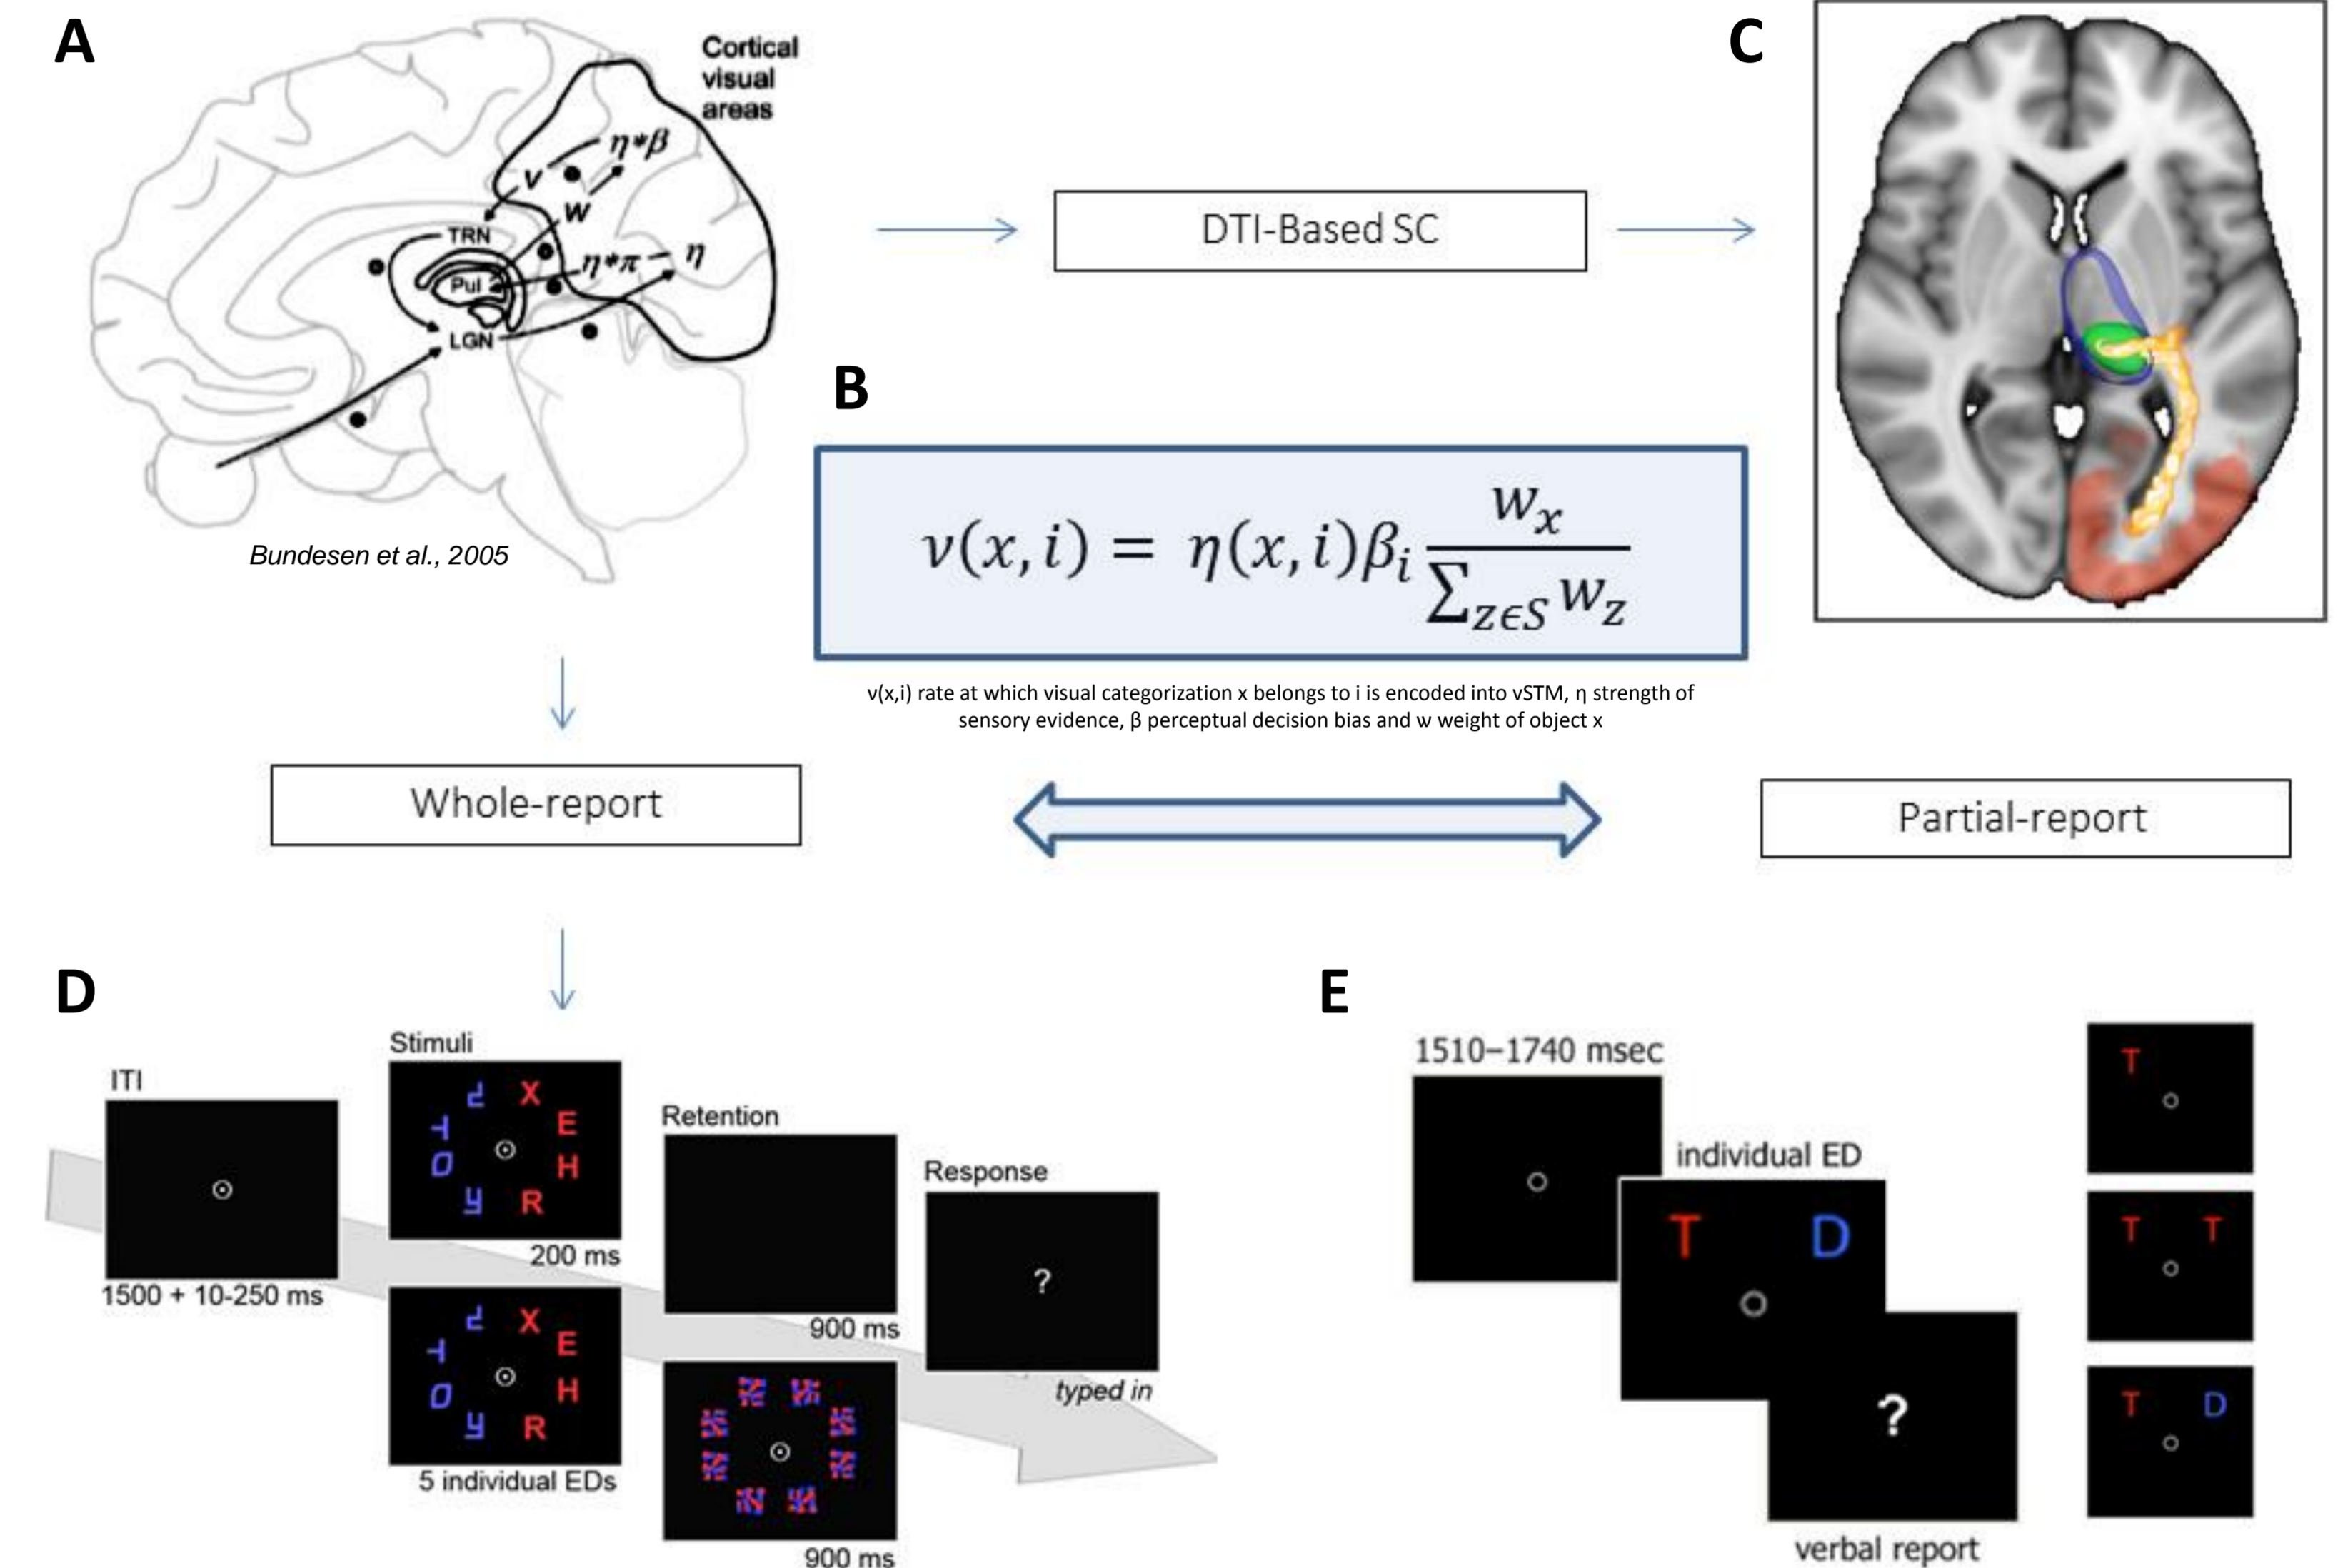 A
Cortical
visual
areas
η*β
v
w
TRN
η*π
η
Pul
LGN
Bundesen et al., 2005
DTI-Based SC
C
B
v(x, i) = η(x, i)β_i w_x / ∑_{zϵS} w_z
v(x,i) rate at which visual categorization x belongs to i is encoded into vSTM, η strength of
sensory evidence, β perceptual decision bias and w weight of object x
Whole-report
Partial-report
D
ITI
1500 + 10-250 ms
Stimuli
X
E
T
O
H
R
200 ms
X
E
T
O
H
R
5 individual EDs
Retention
900 ms
900 ms
Response
?
typed in
E
1510–1740 msec
individual ED
T D
?
verbal report
T
T T
T D